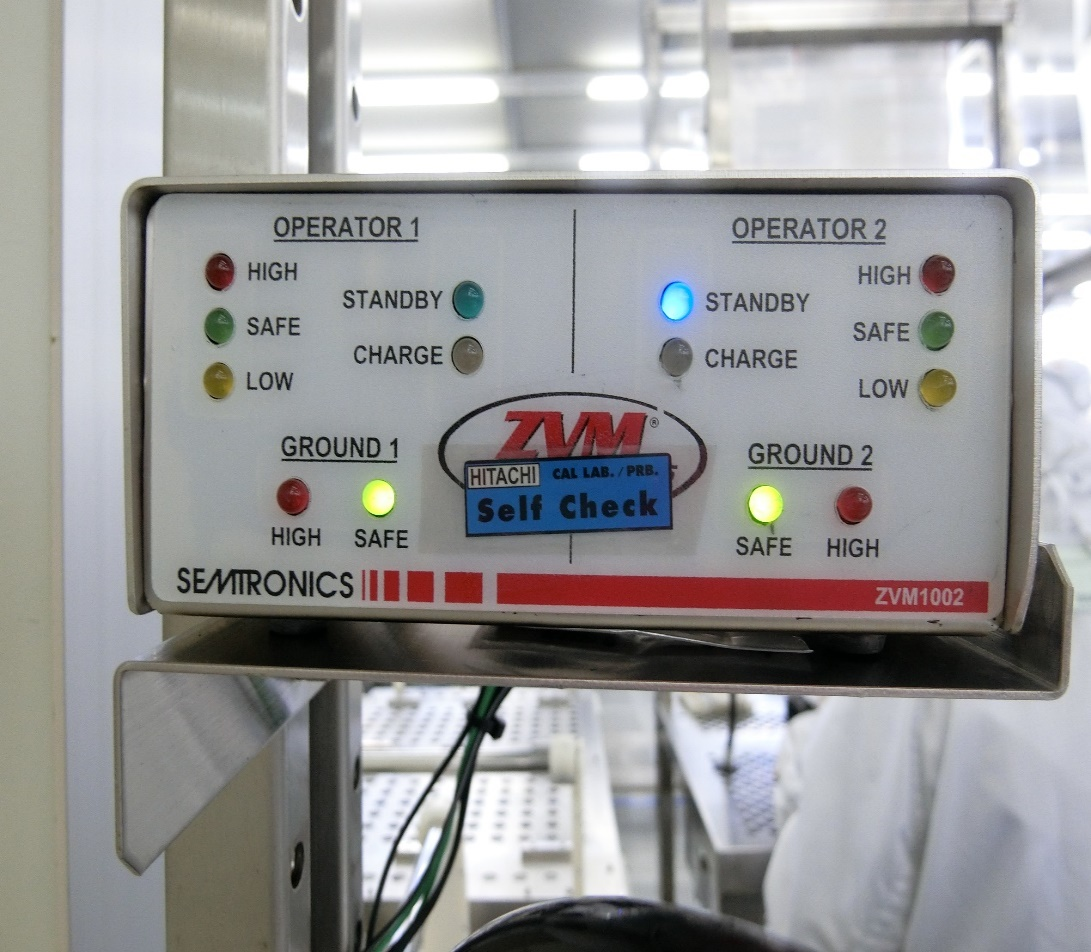 OPERATOR 1
HIGH
STANDBY
SAFE
CHARGE
LOW
OPERATOR 2
HIGH
STANDBY
SAFE
CHARGE
LOW
ZVM®
HITACHI CAL LAB. / PRB.
Self Check
GROUND 1
HIGH SAFE
GROUND 2
SAFE HIGH
SEMTRONICS
ZVM1002